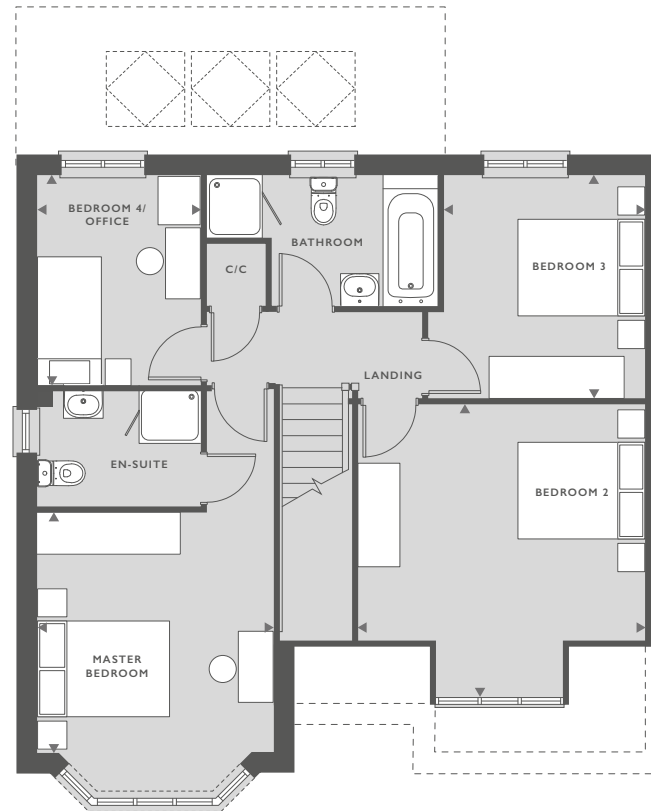 BEDROOM 4/
OFFICE
BATHROOM
C/C
BEDROOM 3
LANDING
EN-SUITE
BEDROOM 2
MASTER
BEDROOM